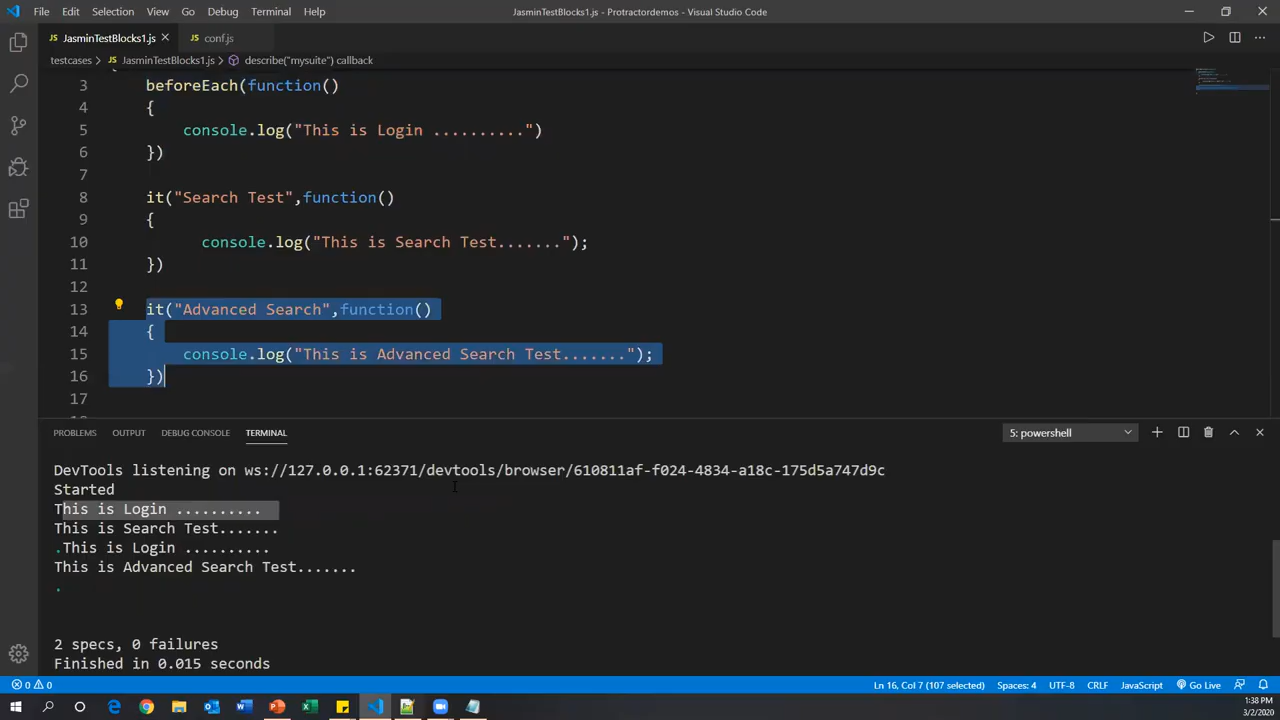 File Edit Selection View Go Debug Terminal Help JasminTestBlocks1.js - Protractordemos - Visual Studio Code
JS JasminTestBlocks1.js JS conf.js
testcases > JS JasminTestBlocks1.js > describe("mysuite") callback
3 beforeEach(function()
4 {
5 console.log("This is Login ..........")
6 })
7
8 it("Search Test",function()
9 {
10 console.log("This is Search Test.......");
11 })
12
13 it("Advanced Search",function()
14 {
15 console.log("This is Advanced Search Test.......");
16 })
17
PROBLEMS OUTPUT DEBUG CONSOLE TERMINAL 5: powershell
DevTools listening on ws://127.0.0.1:62371/devtools/browser/610811af-f024-4834-a18c-175d5a747d9c
Started
This is Login ..........
This is Search Test.......
.This is Login ..........
This is Advanced Search Test.......
.
2 specs, 0 failures
Finished in 0.015 seconds
0 0 Ln 16, Col 7 (107 selected) Spaces: 4 UTF-8 CRLF JavaScript Go Live
1:38 PM
3/2/2020